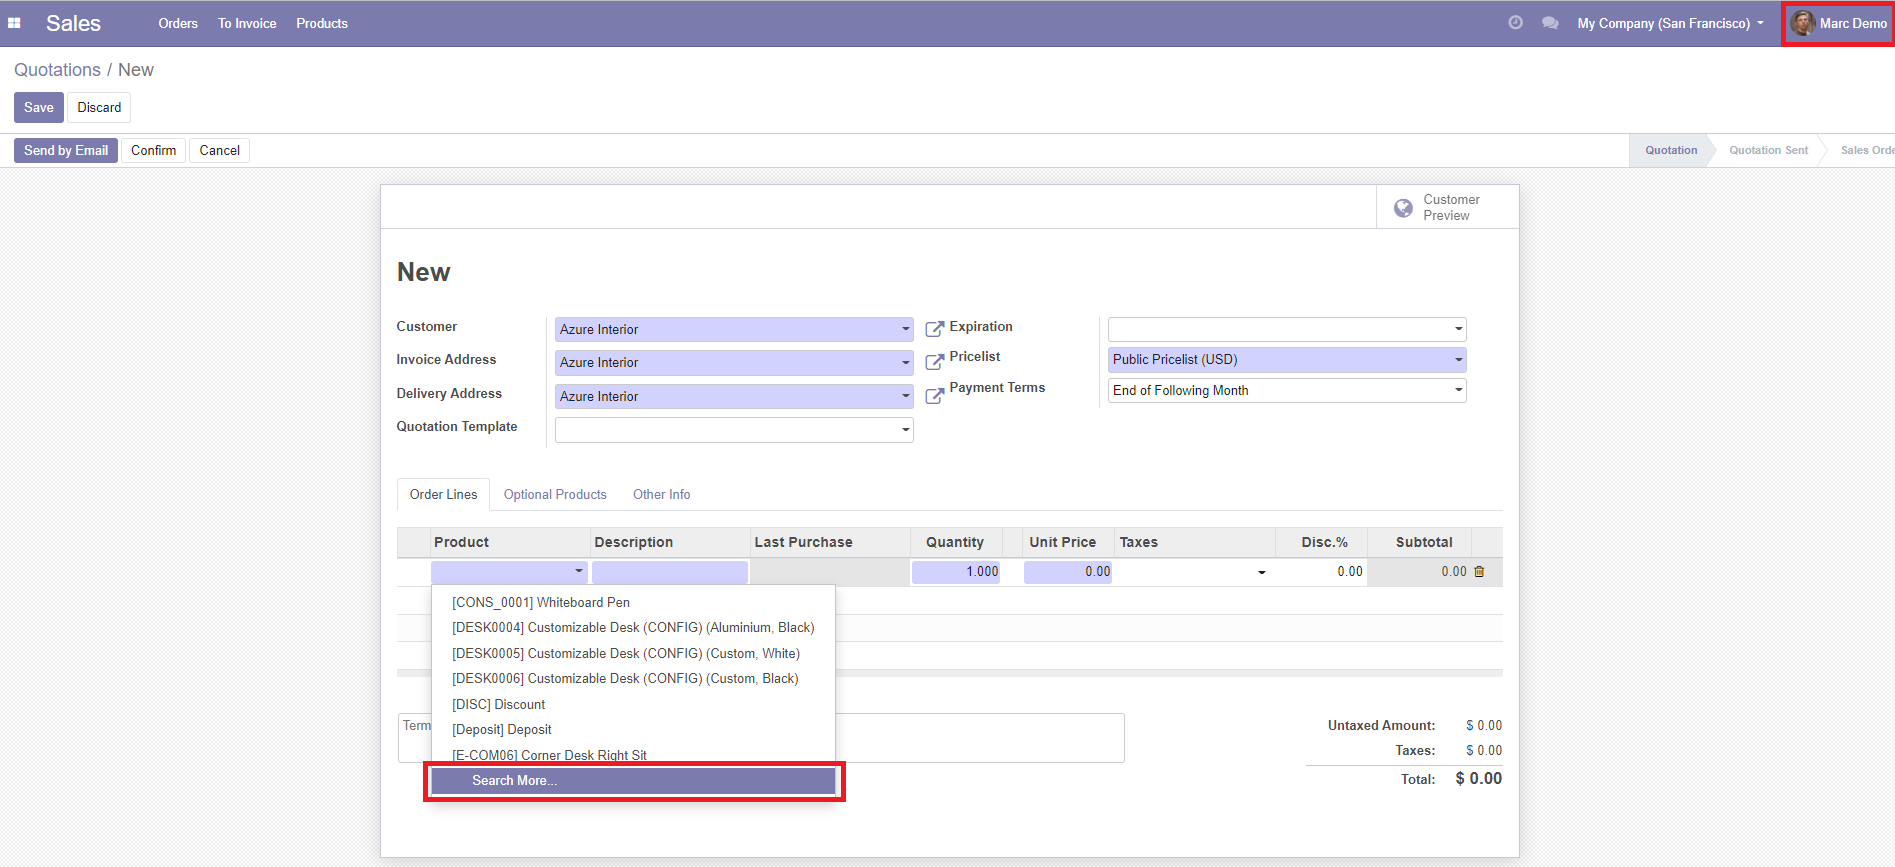 Sales Orders To Invoice Products My Company (San Francisco) Marc Demo
Quotations / New
Save Discard
Send by Email Confirm Cancel Quotation Quotation Sent Sales Orde
Customer
Preview
New
Customer Azure Interior Expiration
Invoice Address Azure Interior Pricelist Public Pricelist (USD)
Delivery Address Azure Interior Payment Terms End of Following Month
Quotation Template
Order Lines Optional Products Other Info
Product Description Last Purchase Quantity Unit Price Taxes Disc.% Subtotal
1.000 0.00 0.00 0.00
[CONS_0001] Whiteboard Pen
[DESK0004] Customizable Desk (CONFIG) (Aluminium, Black)
[DESK0005] Customizable Desk (CONFIG) (Custom, White)
[DESK0006] Customizable Desk (CONFIG) (Custom, Black)
[DISC] Discount
[Deposit] Deposit
[E-COM06] Corner Desk Right Sit
Search More...
Term
Untaxed Amount: $ 0.00
Taxes: $ 0.00
Total: $ 0.00